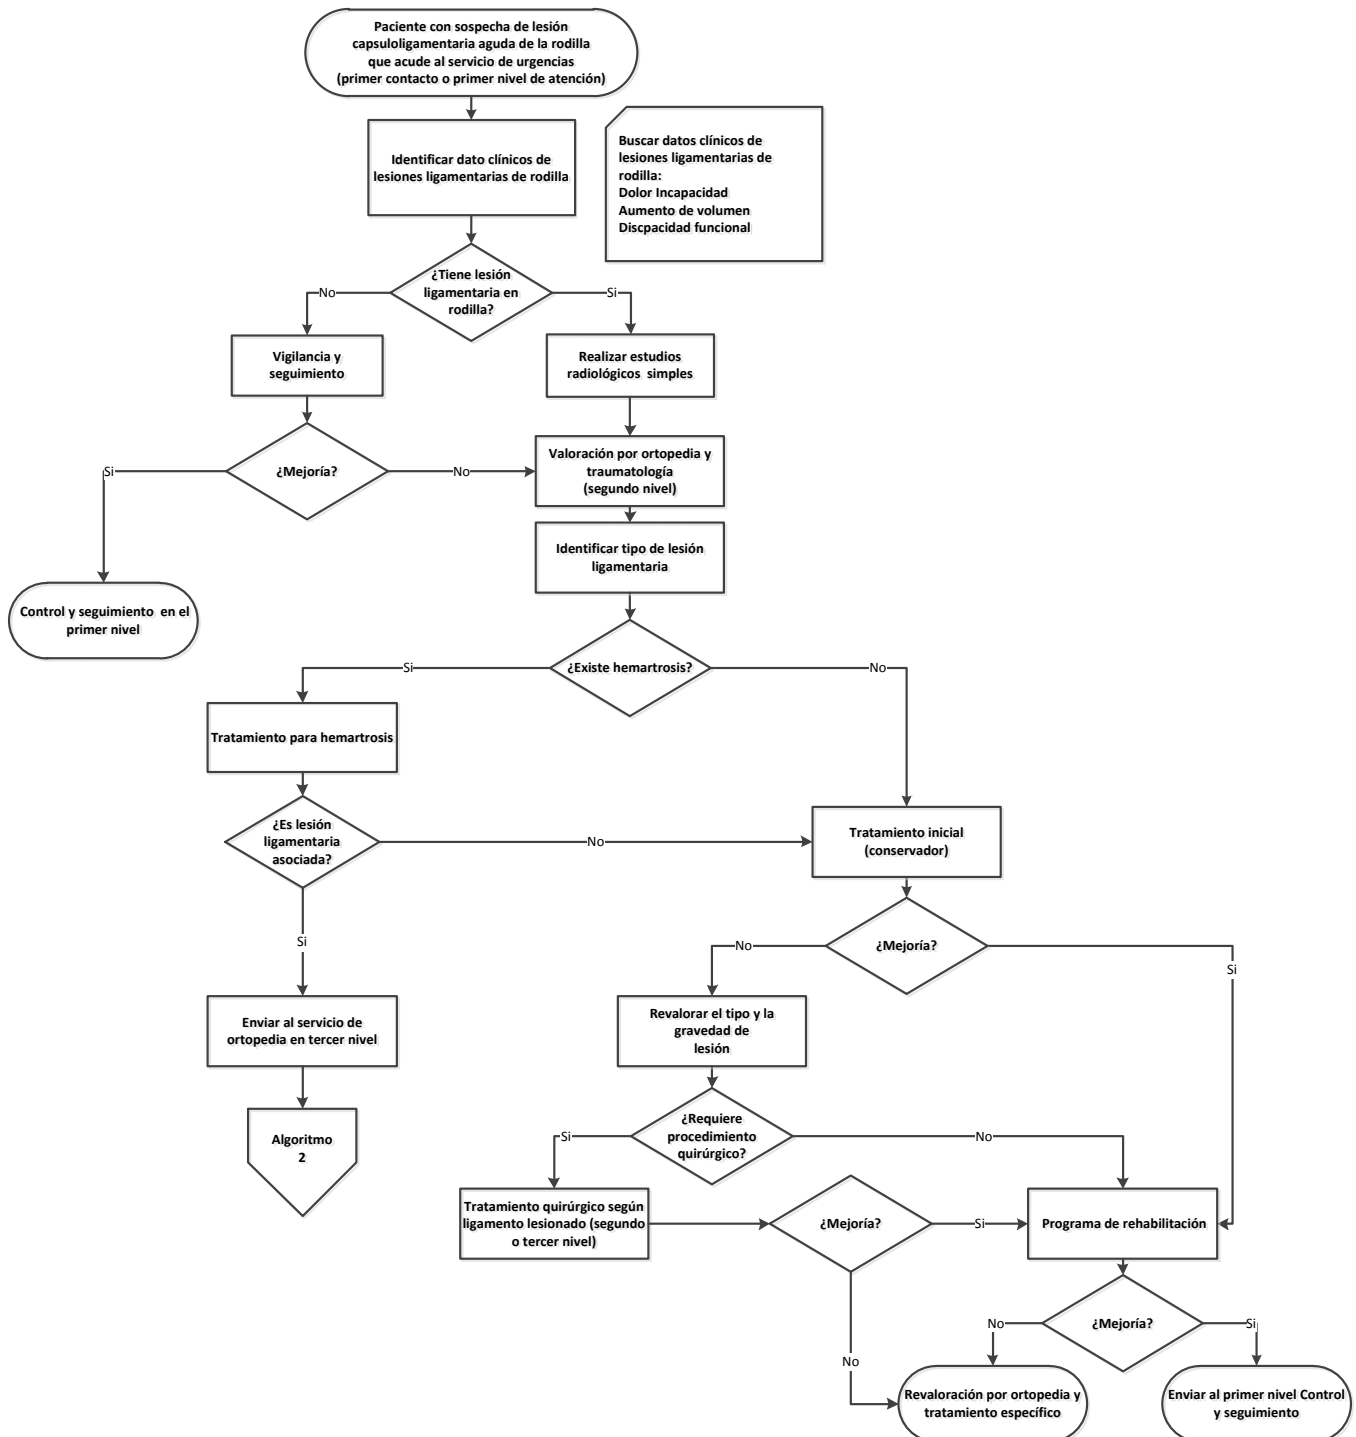 Paciente con sospecha de lesión
capsuloligamentaria aguda de la rodilla
que acude al servicio de urgencias
(primer contacto o primer nivel de atención)
Identificar dato clínicos de
lesiones ligamentarias de rodilla
Buscar datos clínicos de
lesiones ligamentarias de
rodilla:
Dolor Incapacidad
Aumento de volumen
Discpacidad funcional
¿Tiene lesión
ligamentaria en
rodilla?
No
Si
Vigilancia y
seguimiento
Realizar estudios
radiológicos simples
¿Mejoría?
Si
No
Valoración por ortopedia y
traumatología
(segundo nivel)
Identificar tipo de lesión
ligamentaria
Control y seguimiento en el
primer nivel
¿Existe hemartrosis?
Si
No
Tratamiento para hemartrosis
¿Es lesión
ligamentaria
asociada?
No
Tratamiento inicial
(conservador)
Si
¿Mejoría?
No
Si
Enviar al servicio de
ortopedia en tercer nivel
Revalorar el tipo y la
gravedad de
lesión
Algoritmo
2
¿Requiere
procedimiento
quirúrgico?
Si
No
Tratamiento quirúrgico según
ligamento lesionado (segundo
o tercer nivel)
¿Mejoría?
Si
Programa de rehabilitación
No
¿Mejoría?
No
Si
Revaloración por ortopedia y
tratamiento específico
Enviar al primer nivel Control
y seguimiento